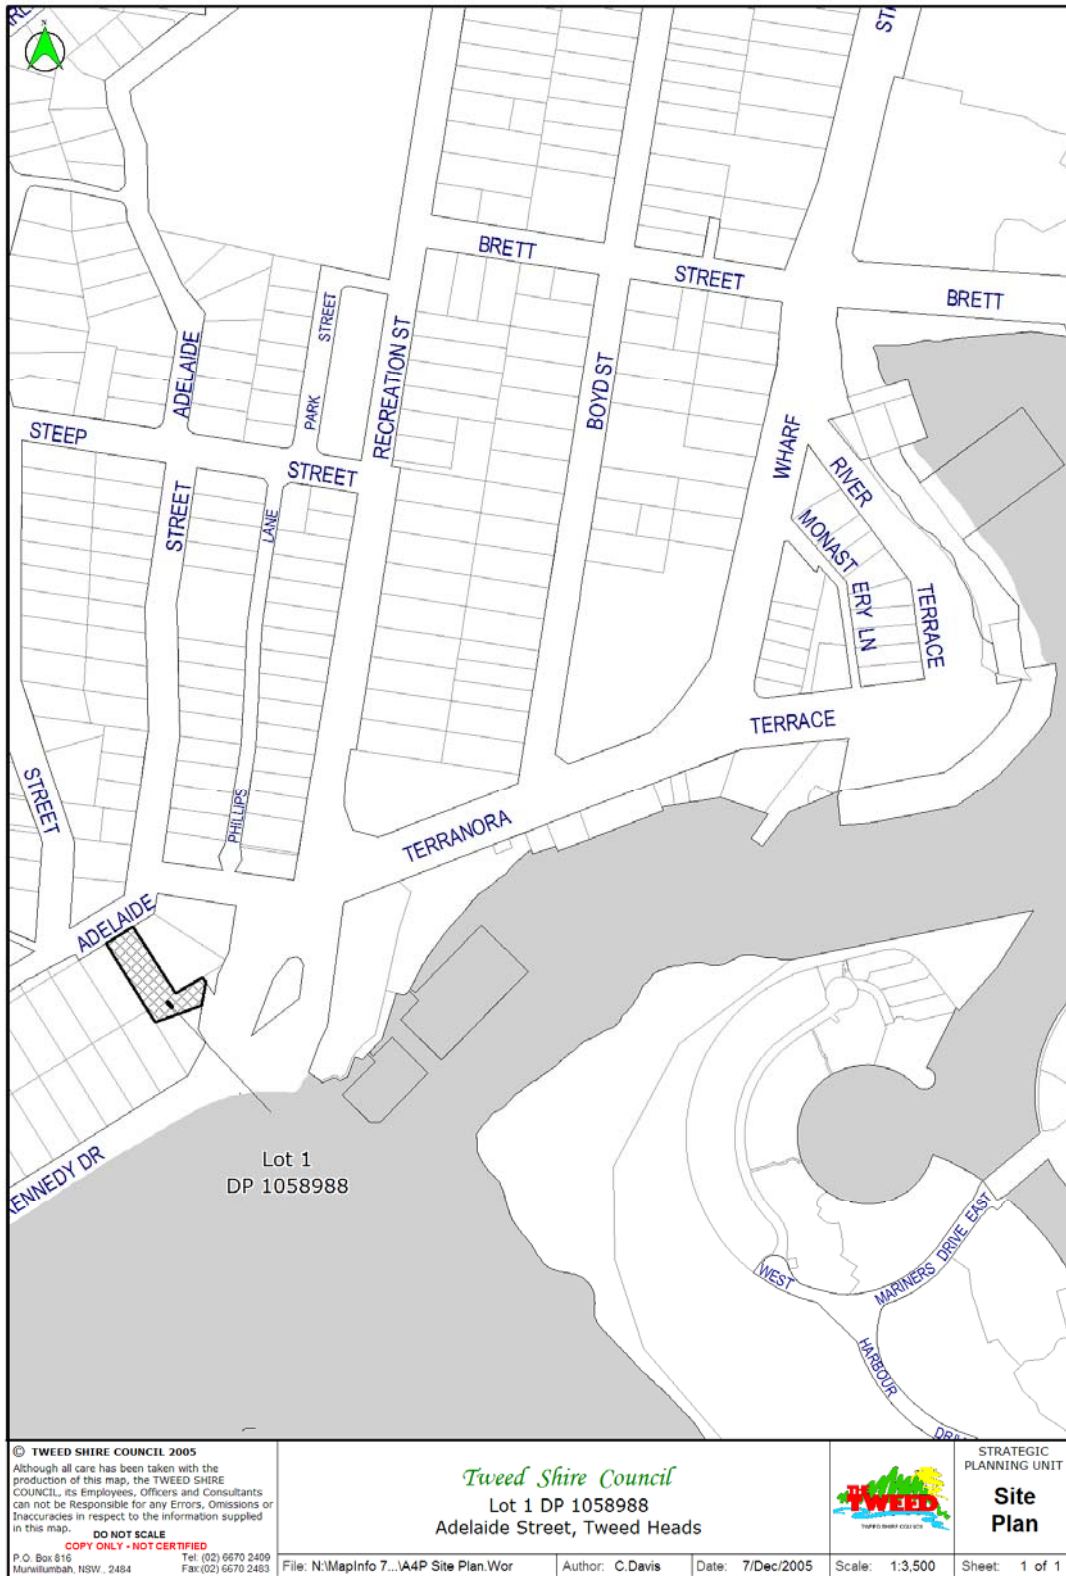 N
STA
BRETT
STREET
BRETT
STREET
PARK
ADELAIDE
RECREATION ST
BOYD ST
STEEP
STREET
STREET
LANE
WHARF
RIVER
MONAST
ERY LN
TERRACE
TERRACE
STREET
PHILLIPS
TERRANORA
ADELAIDE
Lot 1
DP 1058988
ENNEDY DR
WEST
MARINERS DRIVE EAST
HARBOUR
© TWEED SHIRE COUNCIL 2005
Although all care has been taken with the
production of this map, the TWEED SHIRE
COUNCIL, its Employees, Officers and Consultants
can not be Responsible for any Errors, Omissions or
Inaccuracies in respect to the information supplied
in this map.
DO NOT SCALE
COPY ONLY - NOT CERTIFIED
P.O. Box 816
Murwillumbah, NSW., 2484
Tel: (02) 6670 2409
Fax:(02) 6670 2483
Tweed Shire Council
Lot 1 DP 1058988
Adelaide Street, Tweed Heads
File: N:\MapInfo 7...\A4P Site Plan.Wor
Author: C.Davis
Date: 7/Dec/2005
THE
TWEED
TWEED SHIRE COUNCIL
Scale: 1:3,500
STRATEGIC
PLANNING UNIT
Site
Plan
Sheet: 1 of 1